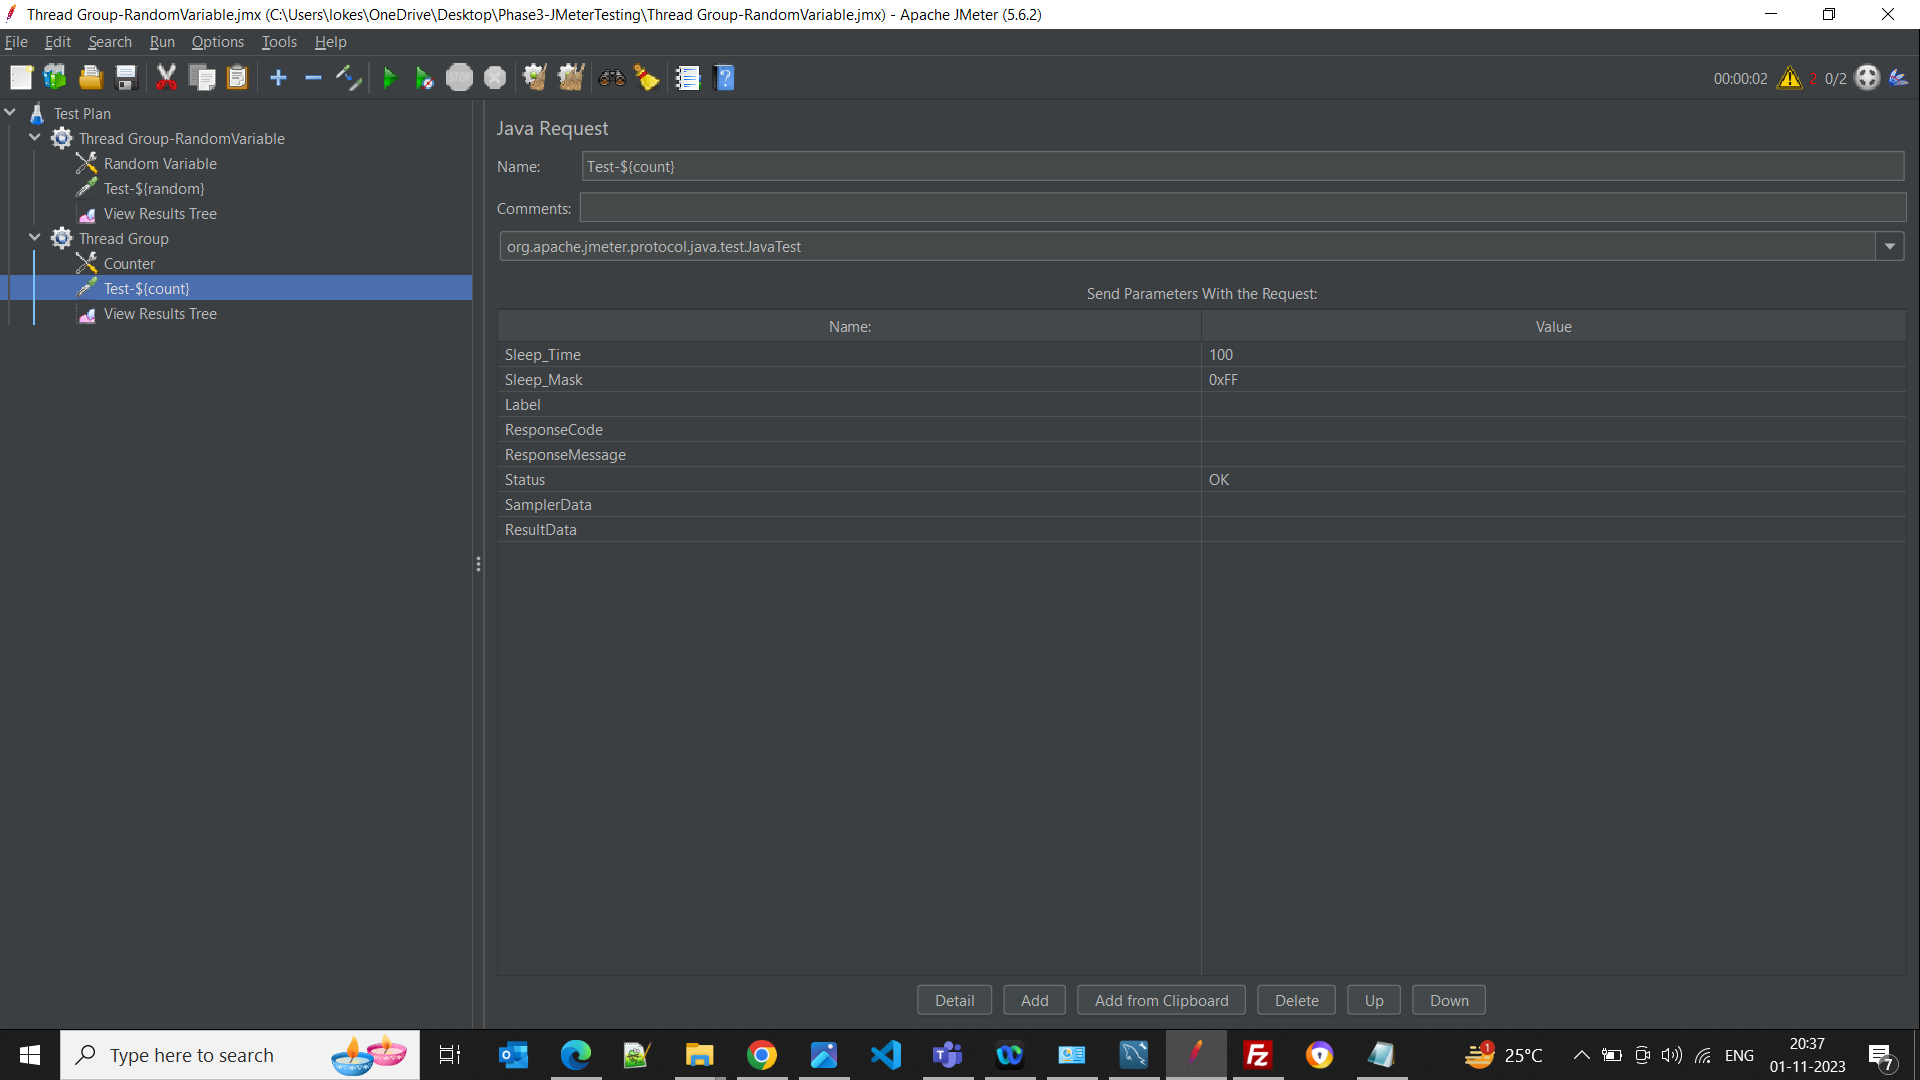 Thread Group-RandomVariable.jmx (C:\Users\lokes\OneDrive\Desktop\Phase3-JMeterTesting\Thread Group-RandomVariable.jmx) - Apache JMeter (5.6.2)
File Edit Search Run Options Tools Help
STOP
00:00:02 2 0/2
Test Plan
Thread Group-RandomVariable
Random Variable
Test-${random}
View Results Tree
Thread Group
Counter
Test-${count}
View Results Tree
Java Request
Name: Test-${count}
Comments:
org.apache.jmeter.protocol.java.test.JavaTest
Send Parameters With the Request:
Name: Value
Sleep_Time 100
Sleep_Mask 0xFF
Label
ResponseCode
ResponseMessage
Status OK
SamplerData
ResultData
Detail Add Add from Clipboard Delete Up Down
Type here to search
1 25°C ENG
20:37
01-11-2023
7